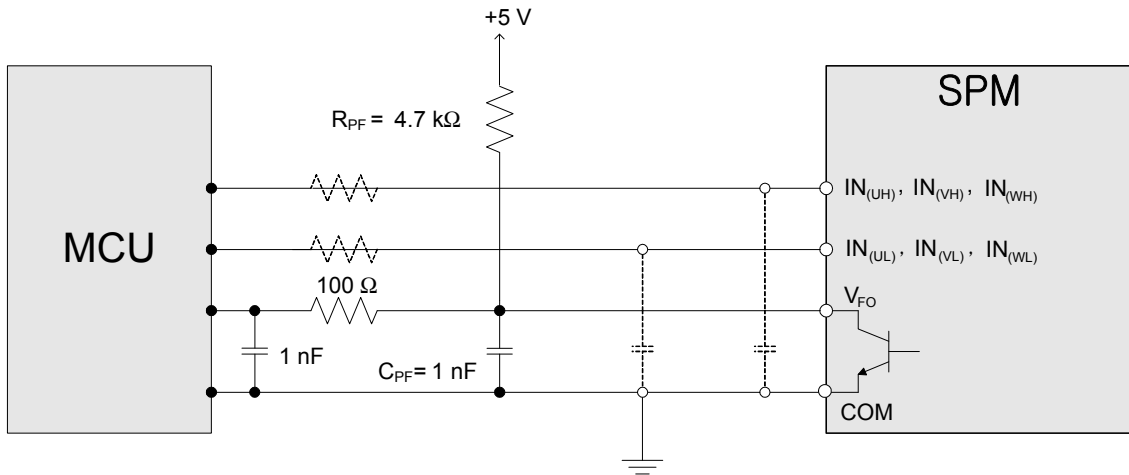 +5 V
SPM
R_PF = 4.7 kΩ
MCU
IN_(UH), IN_(VH), IN_(WH)
IN_(UL), IN_(VL), IN_(WL)
100 Ω
V_FO
1 nF
C_PF = 1 nF
COM